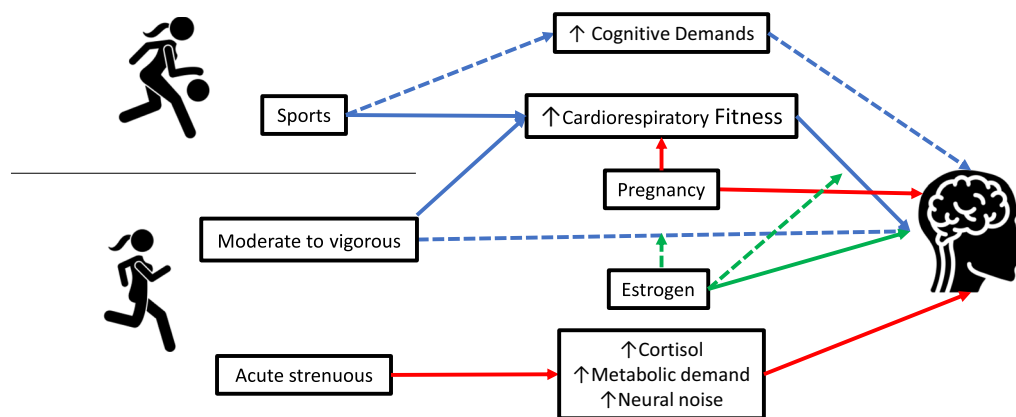 ↑ Cognitive Demands
Sports
↑Cardiorespiratory Fitness
Pregnancy
Moderate to vigorous
Estrogen
Acute strenuous
↑Cortisol
↑Metabolic demand
↑Neural noise